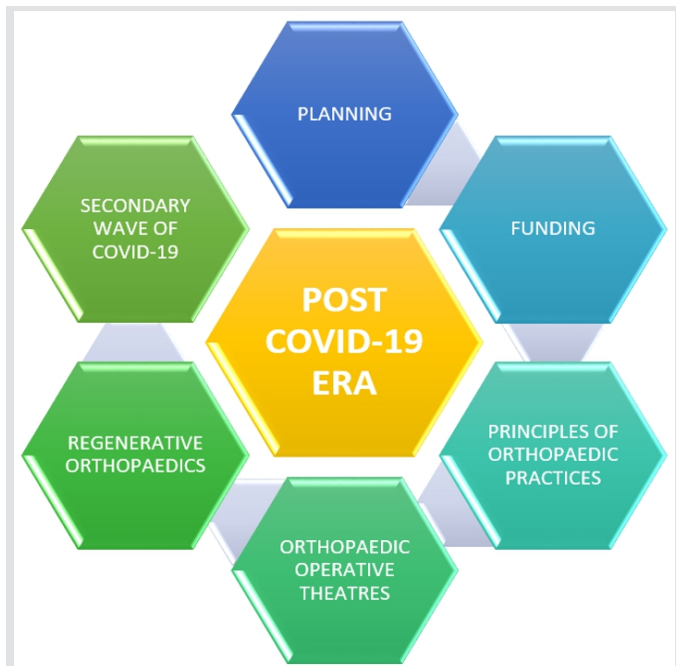 PLANNING
FUNDING
PRINCIPLES OF
ORTHOPAEDIC
PRACTICES
ORTHOPAEDIC
OPERATIVE
THEATRES
REGENERATIVE
ORTHOPAEDICS
SECONDARY
WAVE OF
COVID-19
POST
COVID-19
ERA